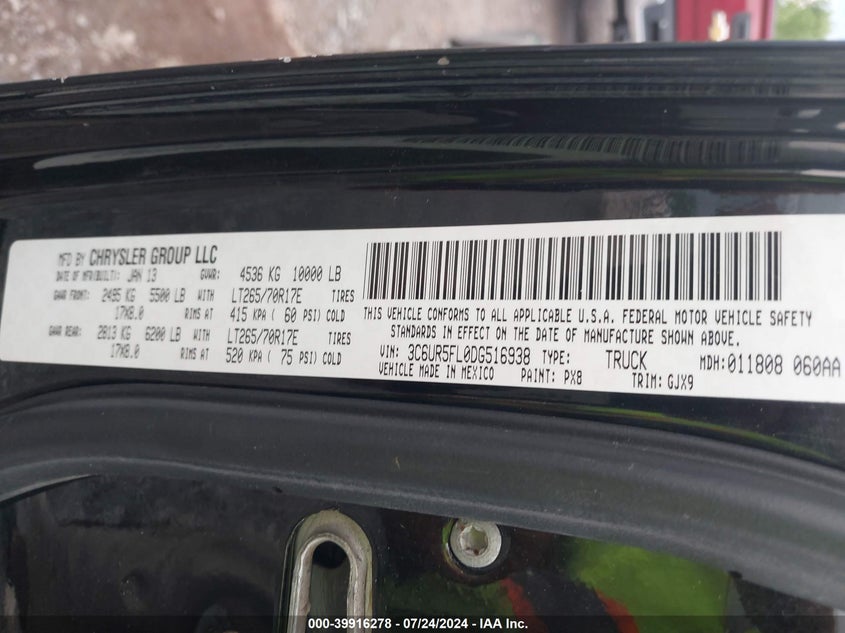 MFD BY CHRYSLER GROUP LLC
DATE OF MFR(BUILT): JAN 13 GVWR: 4536 KG 10000 LB
GAWR FRONT: 2495 KG 5500 LB WITH LT265/70R17E TIRES
17X8.0 RIMS AT 415 KPA ( 60 PSI) COLD
GAWR REAR: 2813 KG 6200 LB WITH LT265/70R17E TIRES
17X8.0 RIMS AT 520 KPA ( 75 PSI) COLD
THIS VEHICLE CONFORMS TO ALL APPLICABLE U.S.A. FEDERAL MOTOR VEHICLE SAFETY
STANDARDS IN EFFECT ON THE DATE OF MANUFACTURE SHOWN ABOVE.
VIN: 3C6UR5FL0DG516938 TYPE: TRUCK MDH:011808 060AA
VEHICLE MADE IN MEXICO PAINT: PX8 TRIM: GJX9
000-39916278 - 07/24/2024 - IAA Inc.